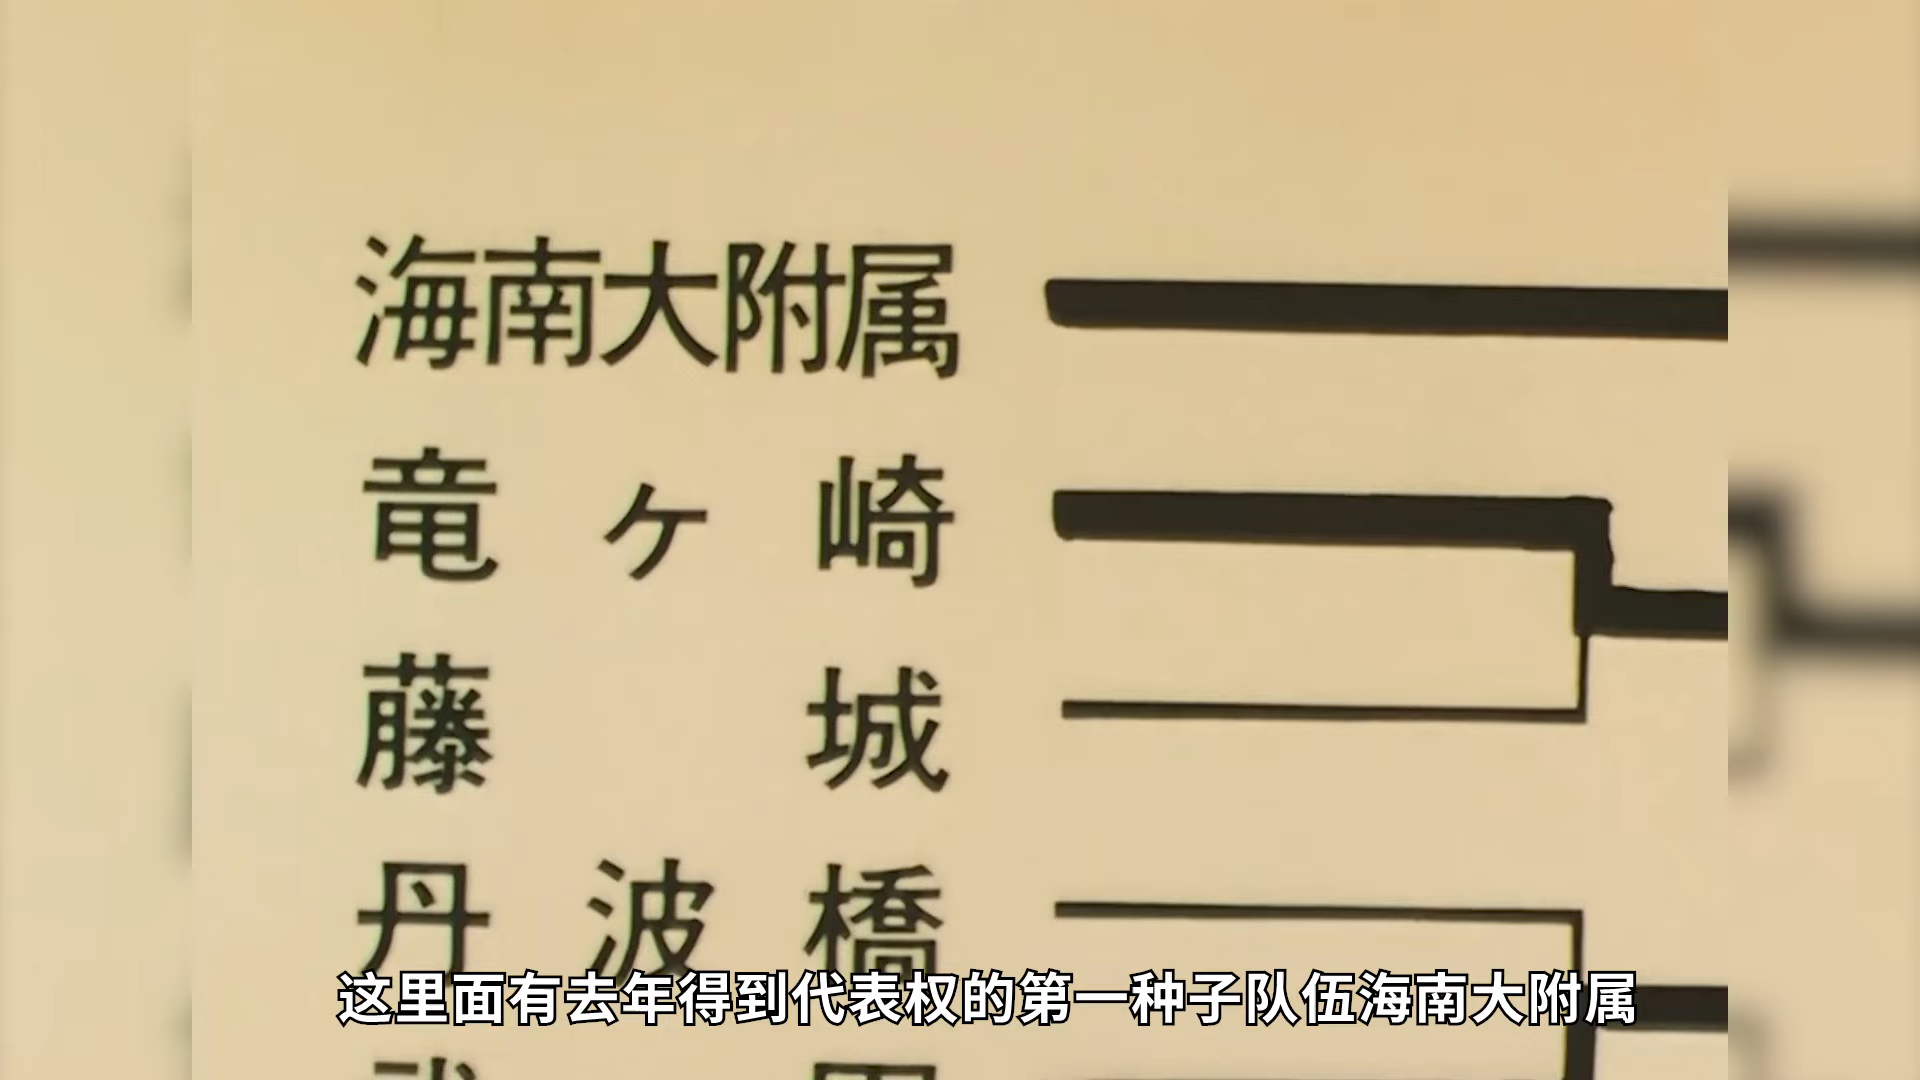 海南大附属
竜ヶ崎
藤城
丹波橋
这里面有去年得到代表权的第一种子队伍海南大附属